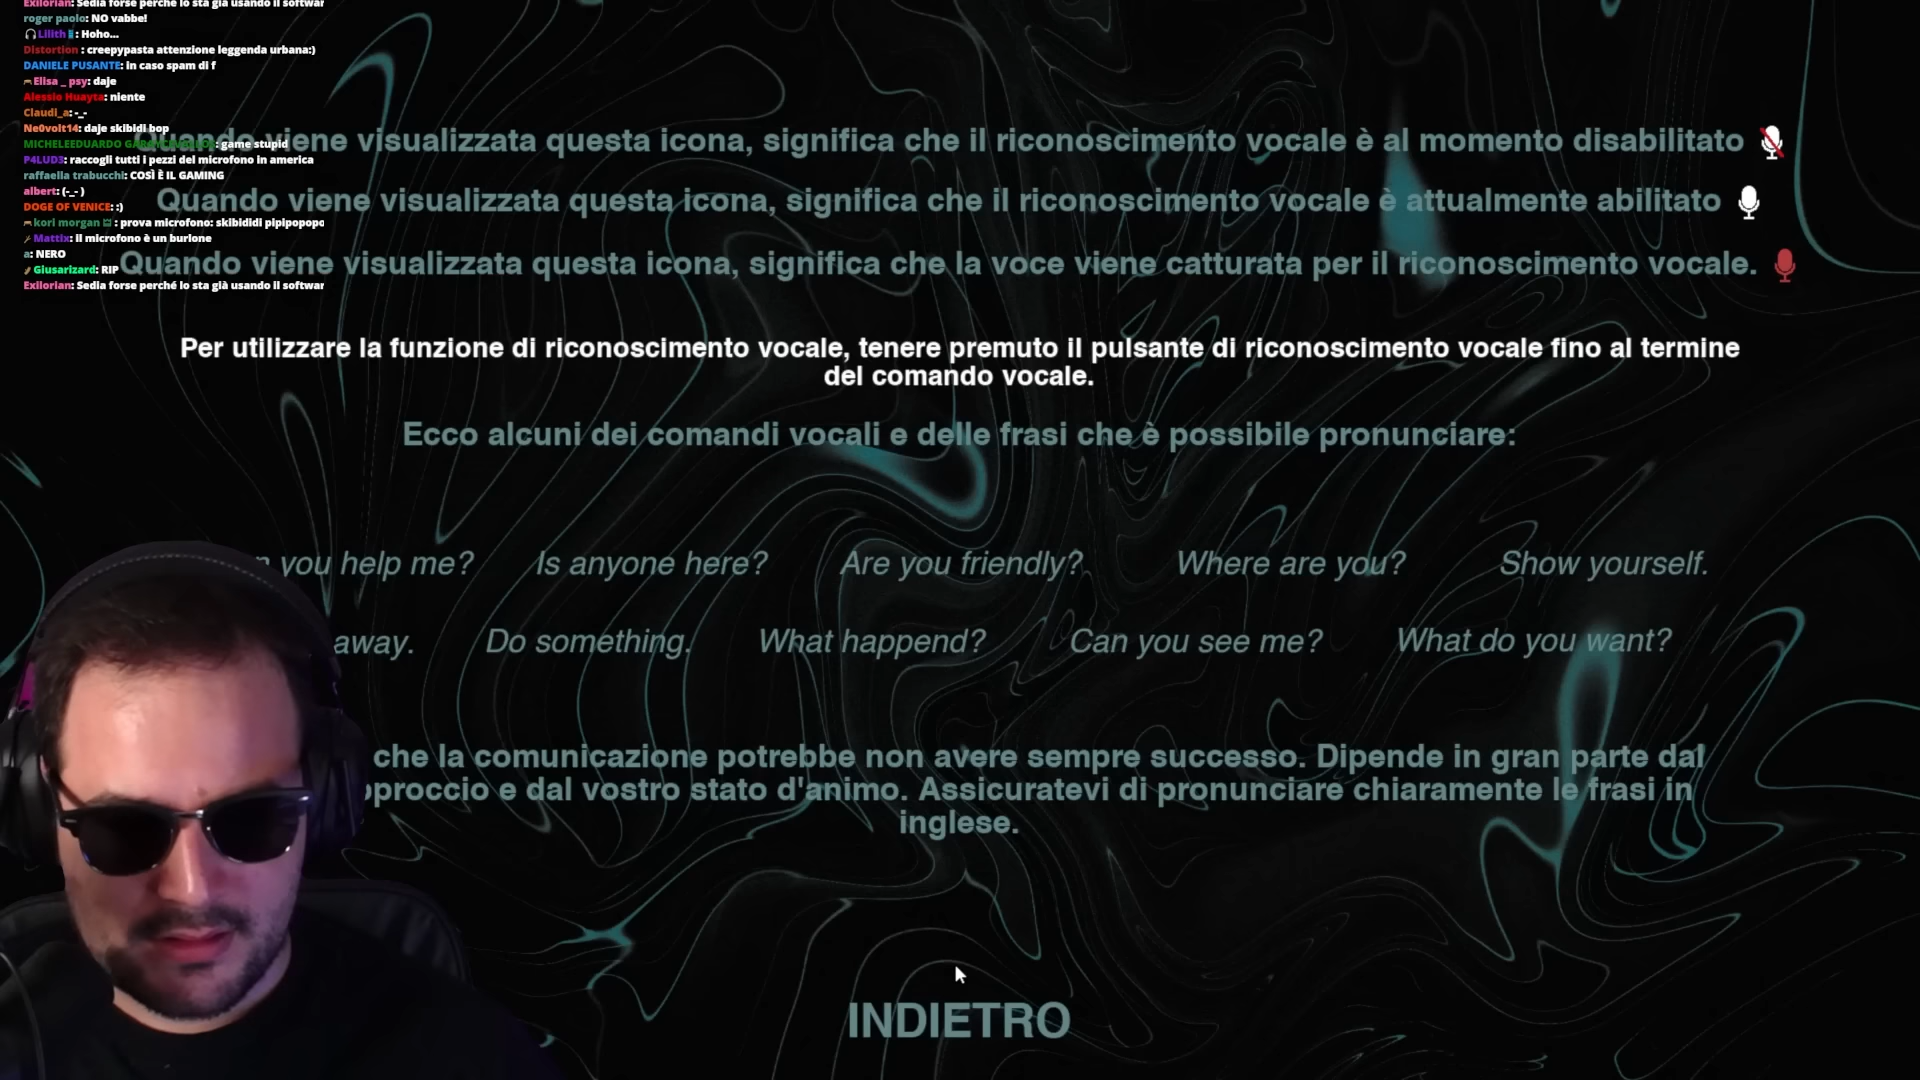 Exilorian: Sedia forse perché lo sta già usando il softwar
roger paolo: NO vabbe!
Lilith: Hoho...
Distortion : creepypasta attenzione leggenda urbana:)
DANIELE PUSANTE: in caso spam di f
Elisa _ psy: daje
Alessio Huayta: niente
Claudi_a: -_-
Ne0volt14: daje skibidi bop
MICHELEEDUARDO : game stupid
P4LUD3: raccogli tutti i pezzi del microfono in america
raffaella trabucchi: COSÌ È IL GAMING
albert: (-_- )
DOGE OF VENICE: :)
kori morgan : prova microfono: skibididi pipipopopo
Mattix: il microfono è un burlone
a: NERO
Giusarizard: RIP
Exilorian: Sedia forse perché lo sta già usando il softwar
Quando viene visualizzata questa icona, significa che il riconoscimento vocale è al momento disabilitato
Quando viene visualizzata questa icona, significa che il riconoscimento vocale è attualmente abilitato
Quando viene visualizzata questa icona, significa che la voce viene catturata per il riconoscimento vocale.
Per utilizzare la funzione di riconoscimento vocale, tenere premuto il pulsante di riconoscimento vocale fino al termine
del comando vocale.
Ecco alcuni dei comandi vocali e delle frasi che è possibile pronunciare:
you help me? Is anyone here? Are you friendly? Where are you? Show yourself.
away. Do something. What happend? Can you see me? What do you want?
che la comunicazione potrebbe non avere sempre successo. Dipende in gran parte dal
pproccio e dal vostro stato d'animo. Assicuratevi di pronunciare chiaramente le frasi in
inglese.
INDIETRO